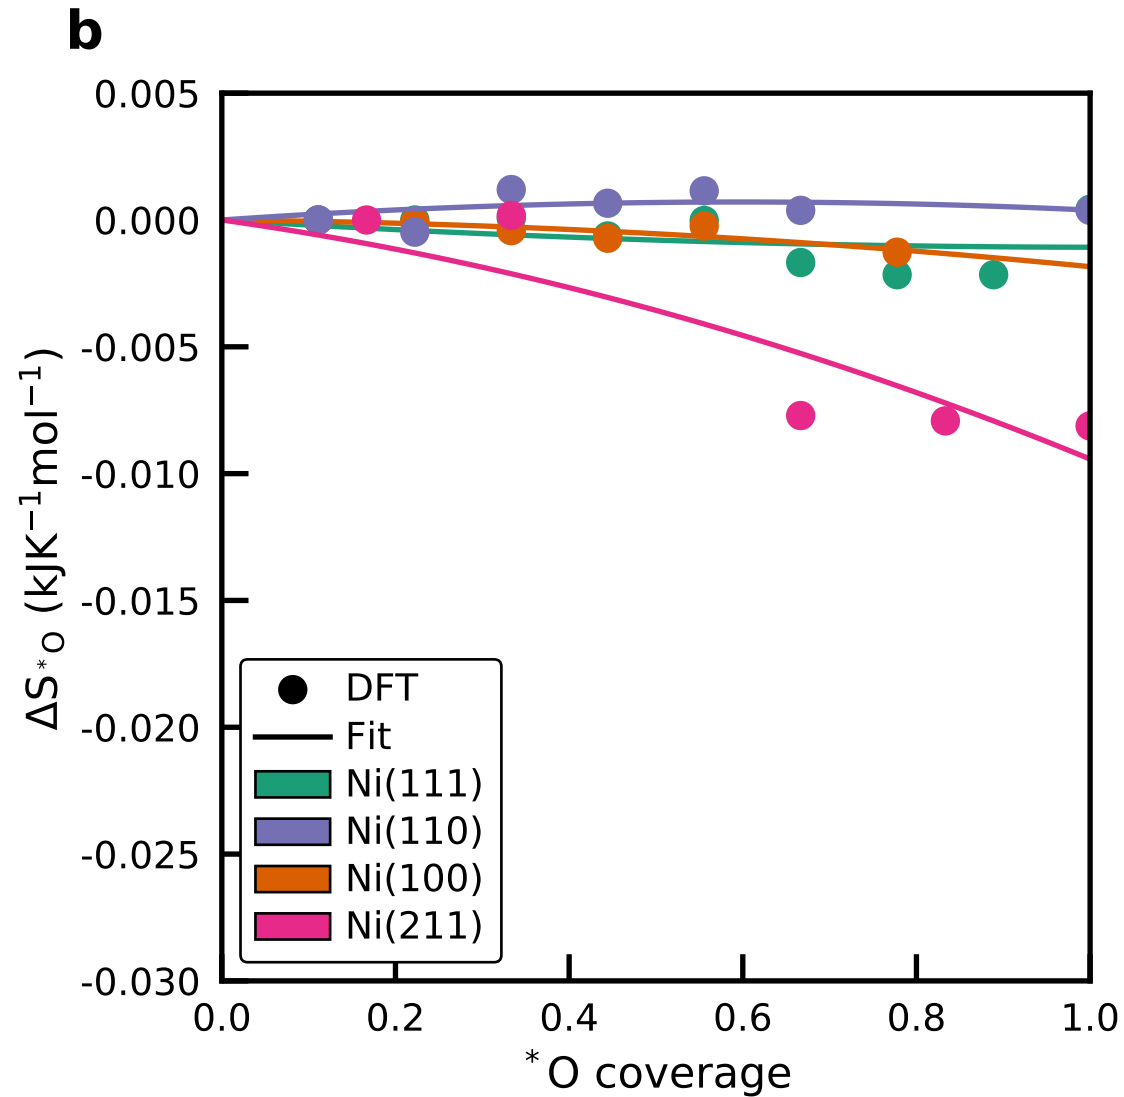 b
0.005
0.000
-0.005
-0.010
-0.015
-0.020
-0.025
-0.030
ΔS*O (kJK⁻¹mol⁻¹)
DFT
Fit
Ni(111)
Ni(110)
Ni(100)
Ni(211)
0.0 0.2 0.4 0.6 0.8 1.0
*O coverage